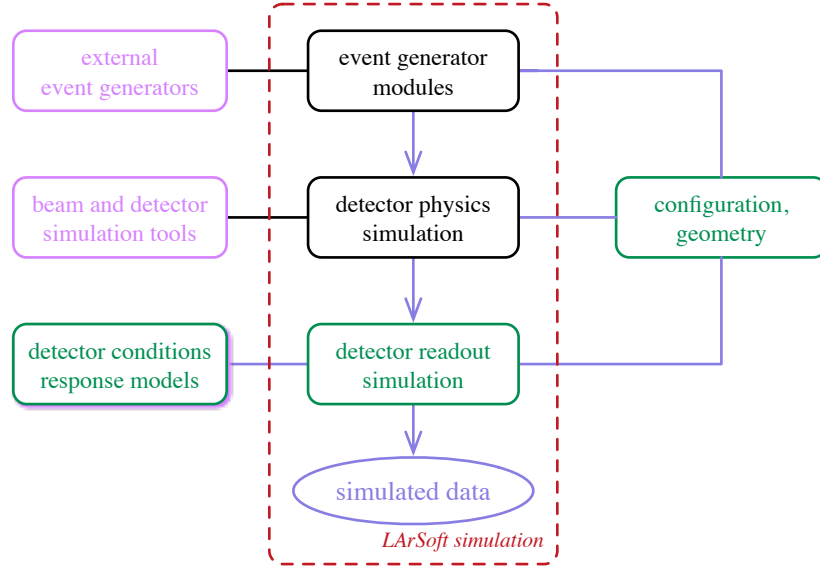 external
event generators
event generator
modules
beam and detector
simulation tools
detector physics
simulation
configuration,
geometry
detector conditions
response models
detector readout
simulation
simulated data
LArSoft simulation